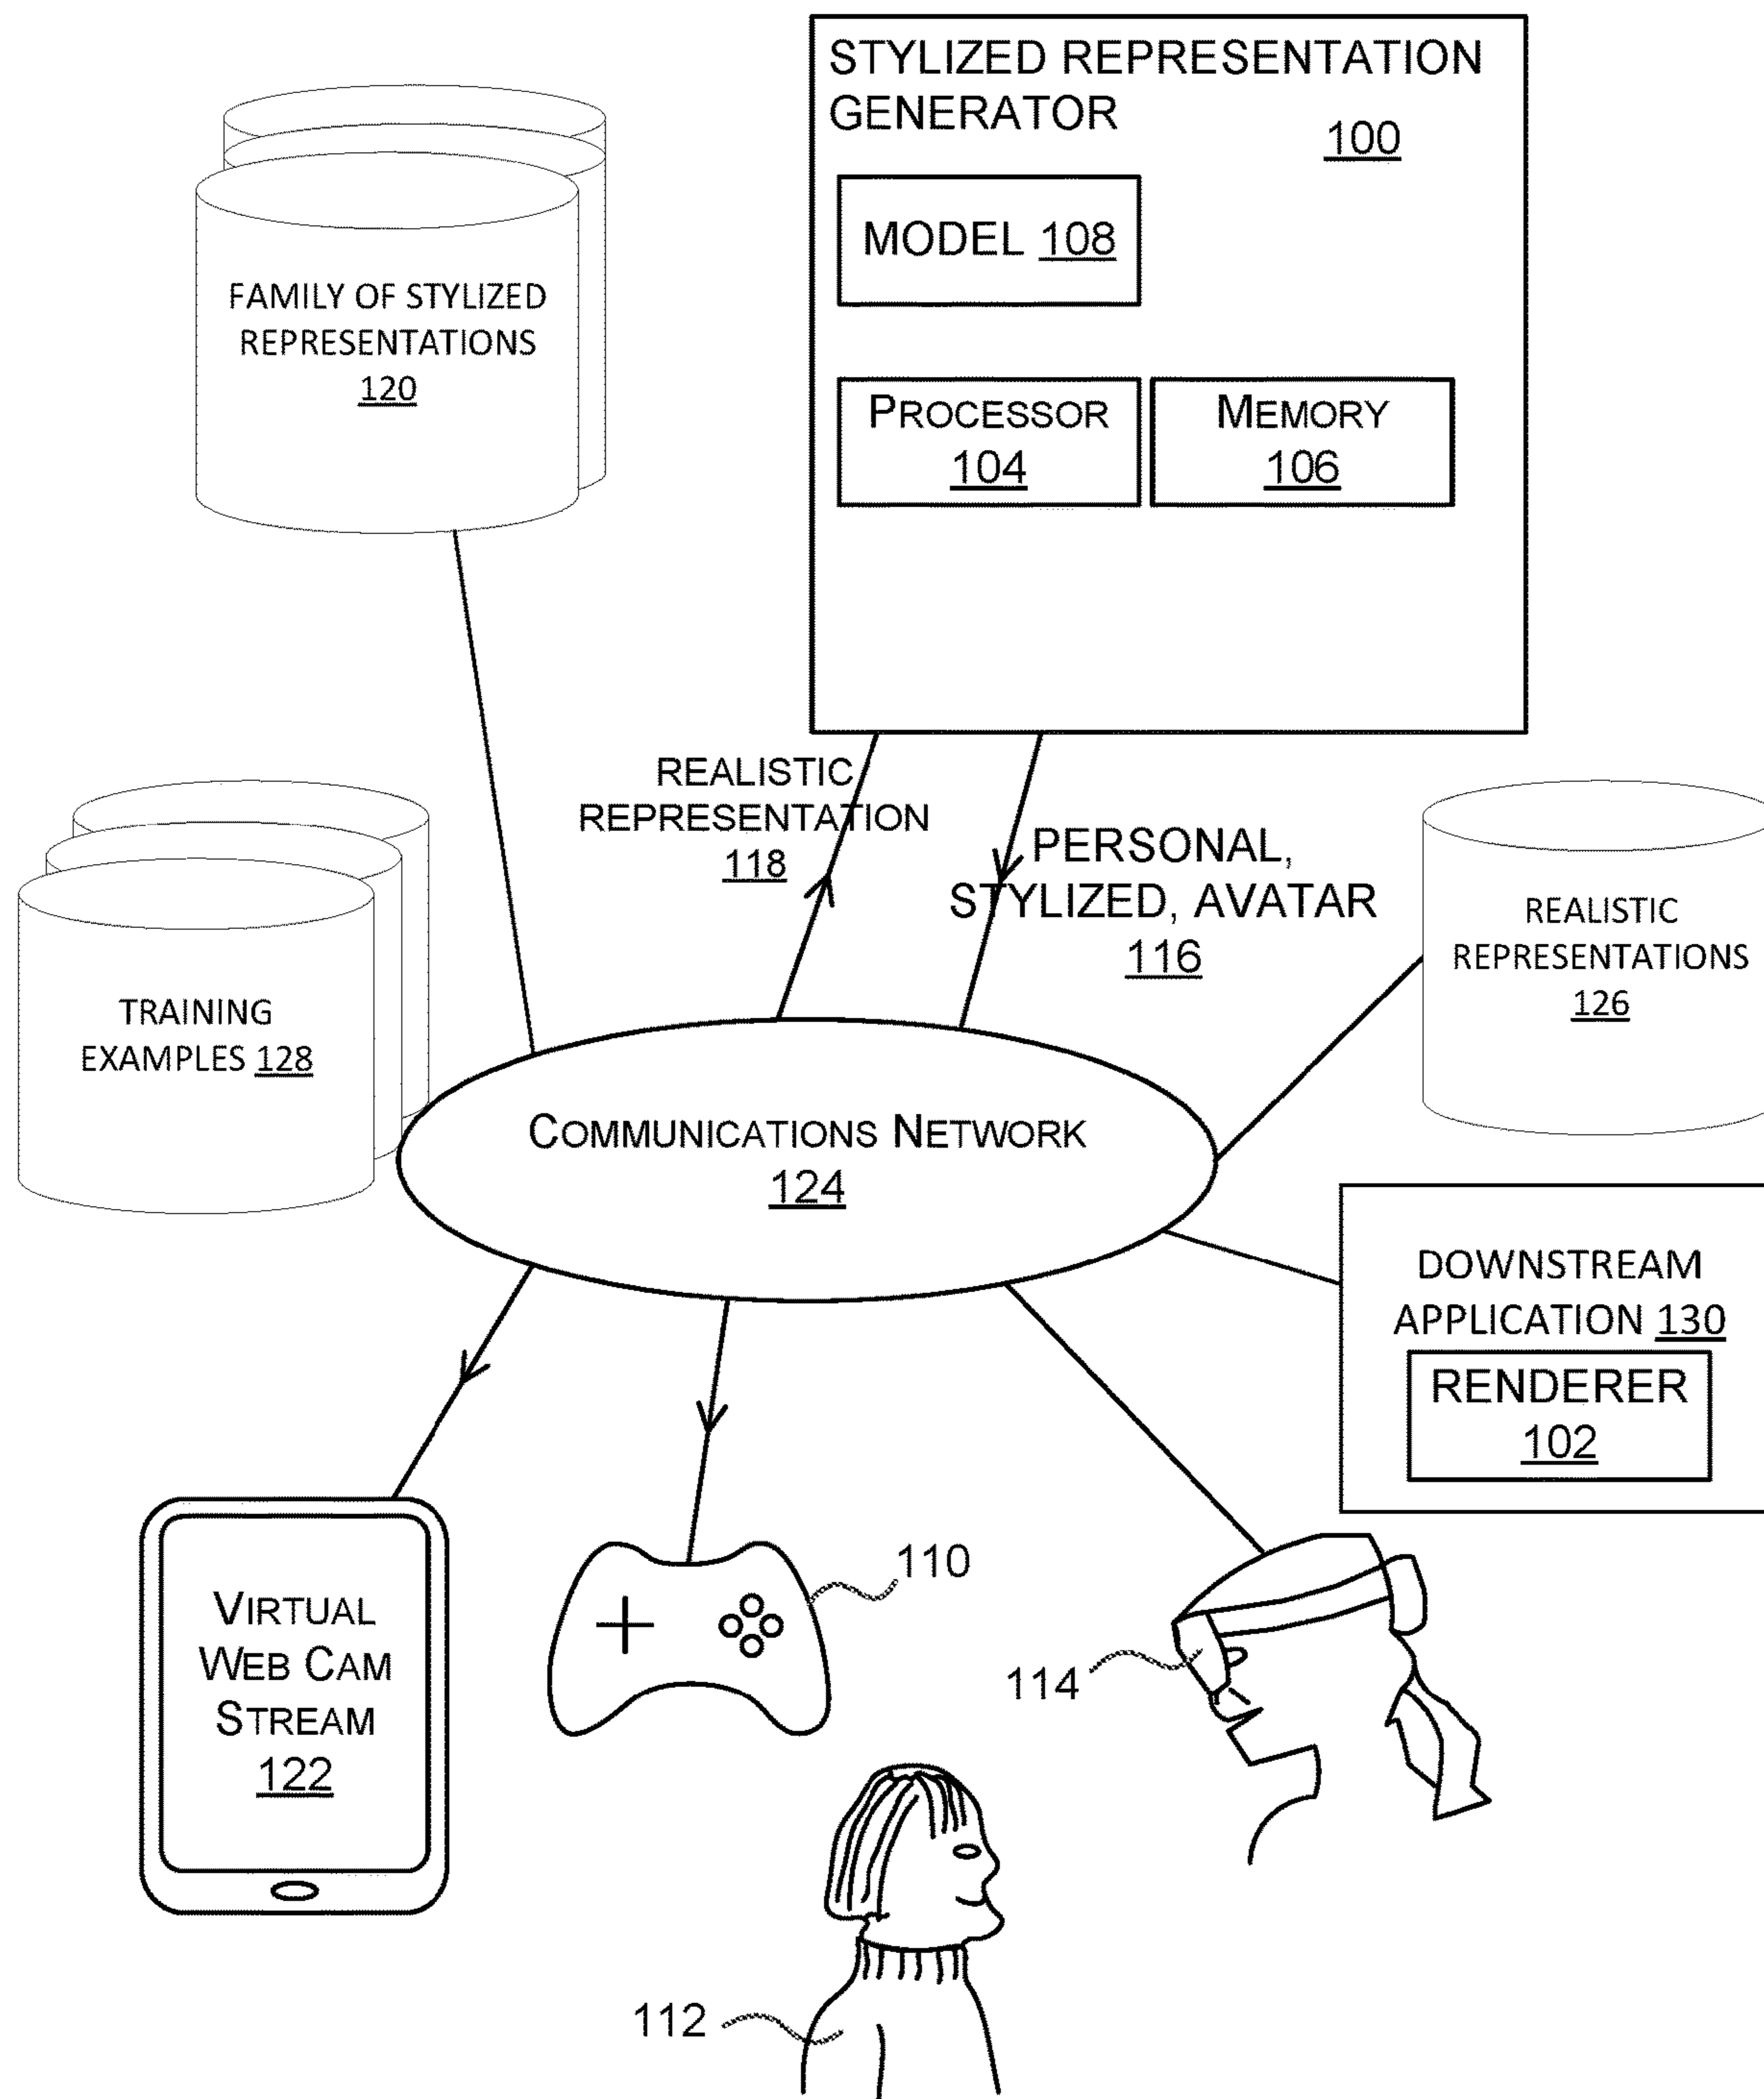 STYLIZED REPRESENTATION
GENERATOR
100
MODEL 108
PROCESSOR
104
MEMORY
106
FAMILY OF STYLIZED
REPRESENTATIONS
120
REALISTIC
REPRESENTATION
118
PERSONAL,
STYLIZED, AVATAR
116
REALISTIC
REPRESENTATIONS
126
TRAINING
EXAMPLES 128
COMMUNICATIONS NETWORK
124
DOWNSTREAM
APPLICATION 130
RENDERER
102
VIRTUAL
WEB CAM
STREAM
122
110
114
112